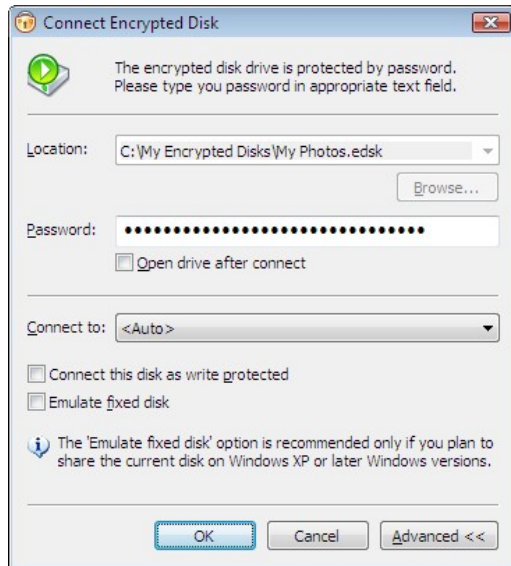 Connect Encrypted Disk
The encrypted disk drive is protected by password.
Please type you password in appropriate text field.
Location:
C:\My Encrypted Disks\My Photos.edsk
Browse...
Password:
•••••••••••••••••••••••••••••••
Open drive after connect
Connect to:
<Auto>
Connect this disk as write protected
Emulate fixed disk
The 'Emulate fixed disk' option is recommended only if you plan to
share the current disk on Windows XP or later Windows versions.
OK
Cancel
Advanced <<